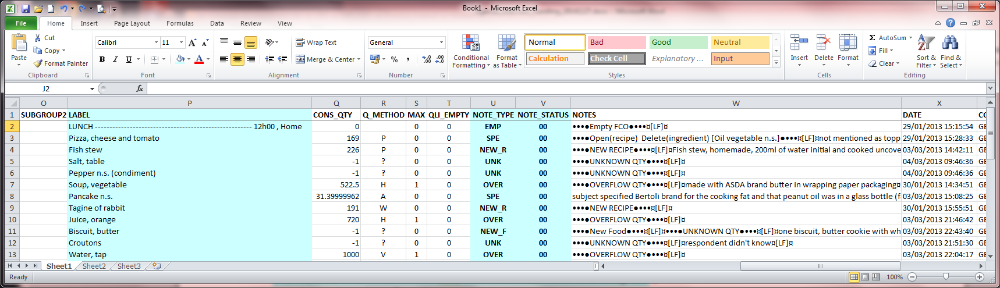 Book1 - Microsoft Excel
File Home Insert Page Layout Formulas Data Review View
Cut Calibri 11 Wrap Text General Normal Bad Good Neutral AutoSum
Copy Fill
Paste Format Painter Merge & Center Conditional Formatting Format as Table Calculation Check Cell Explanatory ... Input Insert Delete Format Clear Sort & Filter Find & Select
Clipboard Font Alignment Number Styles Cells Editing
J2 fx
O P Q R S T U V W X
1 SUBGROUP2 LABEL CONS_QTY Q_METHOD MAX QLI_EMPTY NOTE_TYPE NOTE_STATUS NOTES DATE CO
2 LUNCH ------------------------------------------------------ 12h00 , Home 0 0 0 EMP 00 ••••●Empty FCO●••••¤[LF]¤ 29/01/2013 15:15:54 GE
3 Pizza, cheese and tomato 169 P 0 0 SPE 00 ••••●Open(recipe) Delete(ingredient) [Oil vegetable n.s.]●••••¤[LF]¤not mentioned as topp 29/01/2013 15:28:33 GE
4 Fish stew 226 P 0 0 NEW_R 00 ••••●NEW RECIPE●••••¤[LF]¤Fish stew, homemade, 200ml of water initial and cooked uncove 03/03/2013 14:42:11 GE
5 Salt, table -1 ? 0 0 UNK 00 ••••●UNKNOWN QTY●••••¤[LF]¤ 04/03/2013 09:46:36 GE
6 Pepper n.s. (condiment) -1 ? 0 0 UNK 00 ••••●UNKNOWN QTY●••••¤[LF]¤ 04/03/2013 09:46:36 GE
7 Soup, vegetable 522.5 H 1 0 OVER 00 ••••●OVERFLOW QTY●••••¤[LF]¤made with ASDA brand butter in wrapping paper packaging¤ 30/01/2013 14:34:51 GE
8 Pancake n.s. 31.39999962 A 0 0 SPE 00 subject specified Bertoli brand for the cooking fat and that peanut oil was in a glass bottle (f 03/03/2013 15:08:25 GE
9 Tagine of rabbit 191 W 0 0 NEW_R 00 ••••●NEW RECIPE●••••¤[LF]¤ 30/01/2013 15:55:51 GE
10 Juice, orange 720 H 1 0 OVER 00 ••••●OVERFLOW QTY●••••¤[LF]¤ 03/03/2013 21:46:42 GE
11 Biscuit, butter -1 ? 0 0 NEW_F 00 ••••●New Food●••••¤[LF]¤••••●UNKNOWN QTY●••••¤[LF]¤one biscuit, butter cookie with wh 03/03/2013 22:43:40 GE
12 Croutons -1 ? 0 0 UNK 00 ••••●UNKNOWN QTY●••••¤[LF]¤respondent didn't know¤[LF]¤ 03/03/2013 21:51:30 GE
13 Water, tap 1000 V 1 0 OVER 00 ••••●OVERFLOW QTY●••••¤[LF]¤ 03/03/2013 22:04:17 GE
Sheet1 Sheet2 Sheet3
Ready 100%